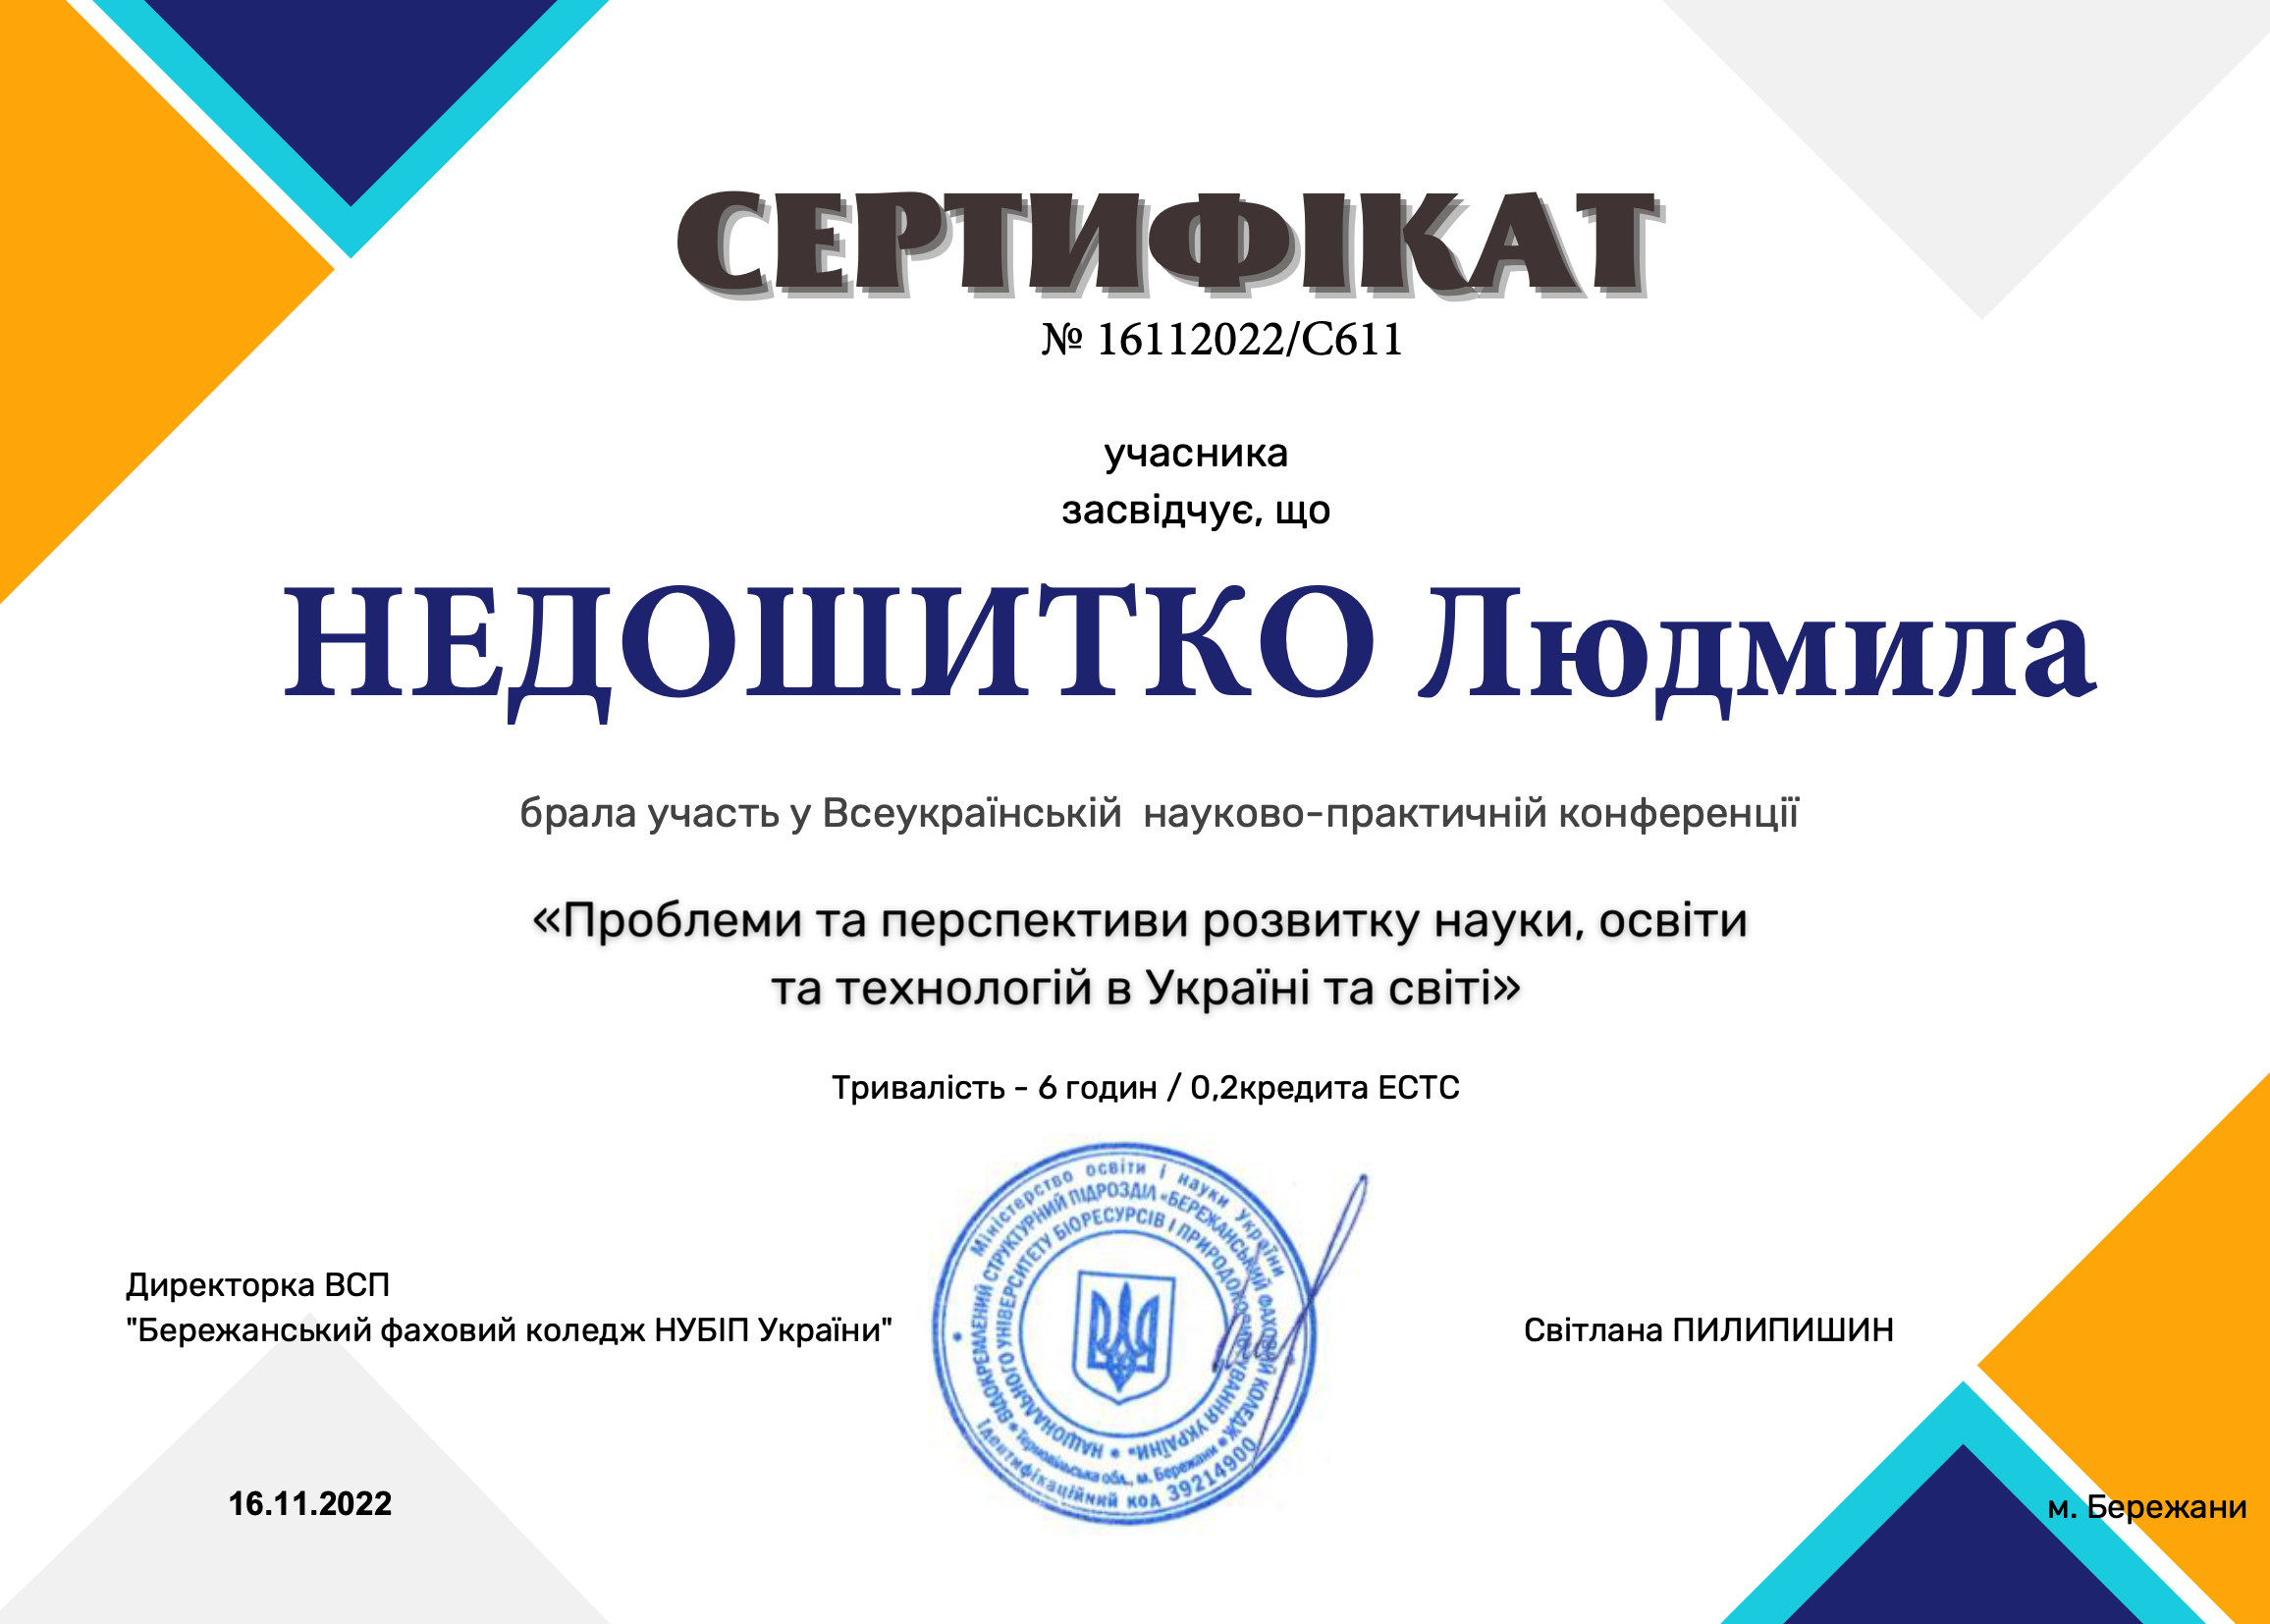 СЕРТИФІКАТ
№ 16112022/С611
учасника
засвідчує, що
НЕДОШИТКО Людмила
брала участь у Всеукраїнській науково-практичній конференції
«Проблеми та перспективи розвитку науки, освіти
та технологій в Україні та світі»
Тривалість - 6 годин / 0,2кредита ЕСТС
Міністерство освіти і науки України
ВІДОКРЕМЛЕНИЙ СТРУКТУРНИЙ ПІДРОЗДІЛ «БЕРЕЖАНСЬКИЙ ФАХОВИЙ КОЛЕДЖ
НАЦІОНАЛЬНОГО УНІВЕРСИТЕТУ БІОРЕСУРСІВ І ПРИРОДОКОРИСТУВАННЯ УКРАЇНИ»
Тернопільська обл., м. Бережани
Ідентифікаційний код 39214900
Директорка ВСП
"Бережанський фаховий коледж НУБІП України"
Світлана ПИЛИПИШИН
16.11.2022
м. Бережани